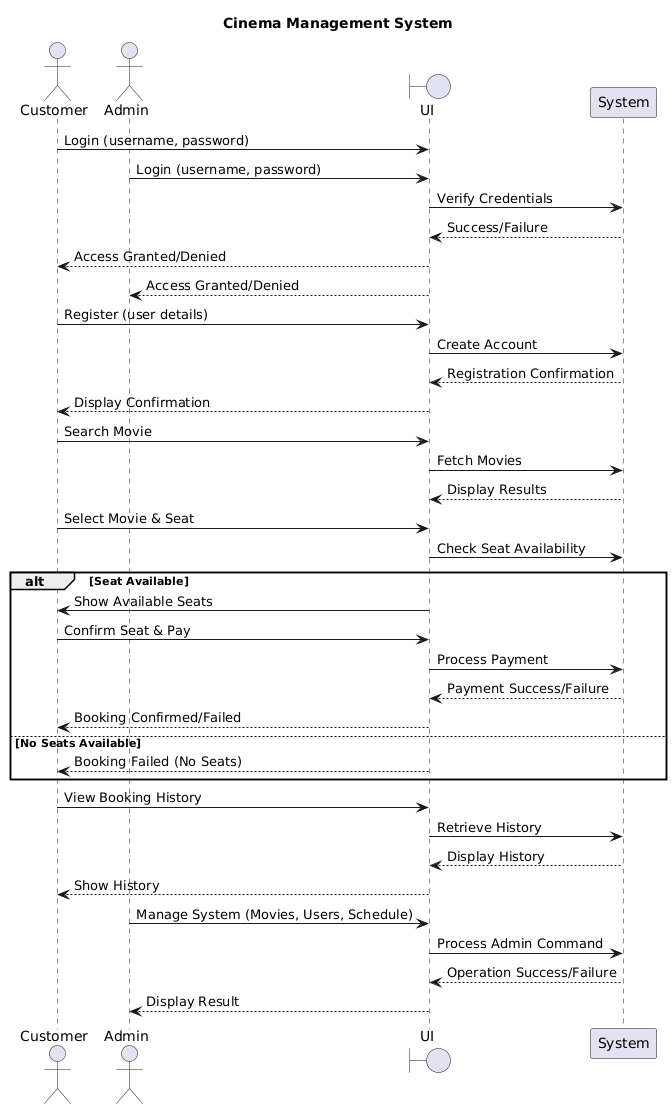 Cinema Management System
Customer Admin UI System
Login (username, password)
Login (username, password)
Verify Credentials
Success/Failure
Access Granted/Denied
Access Granted/Denied
Register (user details)
Create Account
Registration Confirmation
Display Confirmation
Search Movie
Fetch Movies
Display Results
Select Movie & Seat
Check Seat Availability
alt [Seat Available]
Show Available Seats
Confirm Seat & Pay
Process Payment
Payment Success/Failure
Booking Confirmed/Failed
[No Seats Available]
Booking Failed (No Seats)
View Booking History
Retrieve History
Display History
Show History
Manage System (Movies, Users, Schedule)
Process Admin Command
Operation Success/Failure
Display Result
Customer Admin UI System